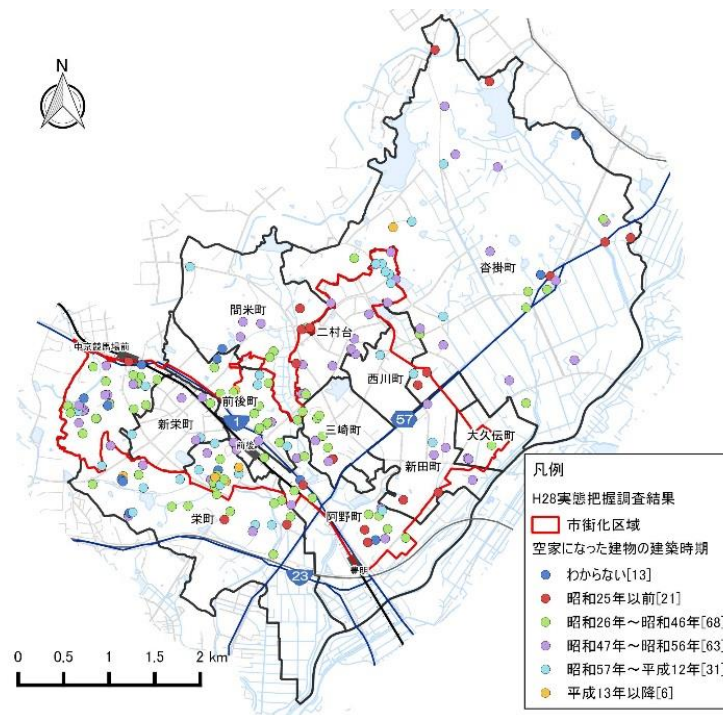 N
沓掛町
間米町
二村台
中京競馬場前
西川町
前後町
新栄町
1
57
三崎町
大久伝町
前後
新田町
栄町
阿野町
豊明
23
0 0.5 1 1.5 2 km
凡例
H28実態把握調査結果
市街化区域
空家になった建物の建築時期
わからない[13]
昭和25年以前[21]
昭和26年～昭和46年[68]
昭和47年～昭和56年[63]
昭和57年～平成12年[31]
平成13年以降[6]